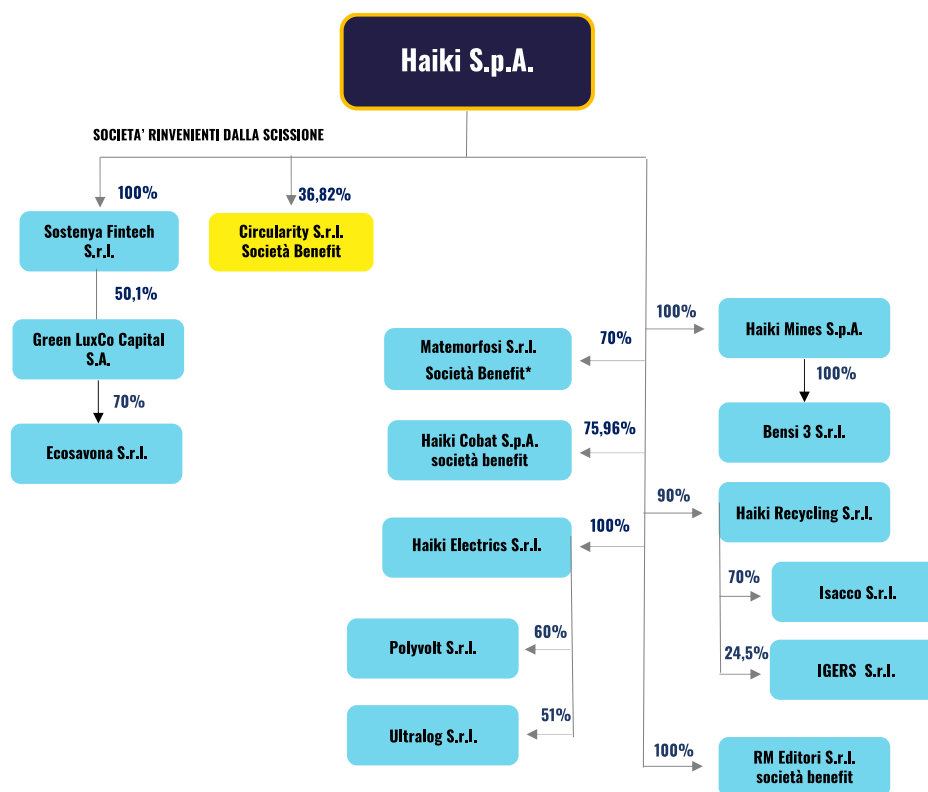 Haiki S.p.A.
SOCIETA' RINVENIENTI DALLA SCISSIONE
100%
36,82%
Sostenya Fintech
S.r.l.
Circularity S.r.l.
Società Benefit
50,1%
Green LuxCo Capital
S.A.
70%
Ecosavona S.r.l.
70%
Matemorfosi S.r.l.
Società Benefit*
75,96%
Haiki Cobat S.p.A.
società benefit
100%
Haiki Electrics S.r.l.
60%
Polyvolt S.r.l.
51%
Ultralog S.r.l.
100%
Haiki Mines S.p.A.
100%
Bensi 3 S.r.l.
90%
Haiki Recycling S.r.l.
70%
Isacco S.r.l.
24,5%
IGERS S.r.l.
100%
RM Editori S.r.l.
società benefit